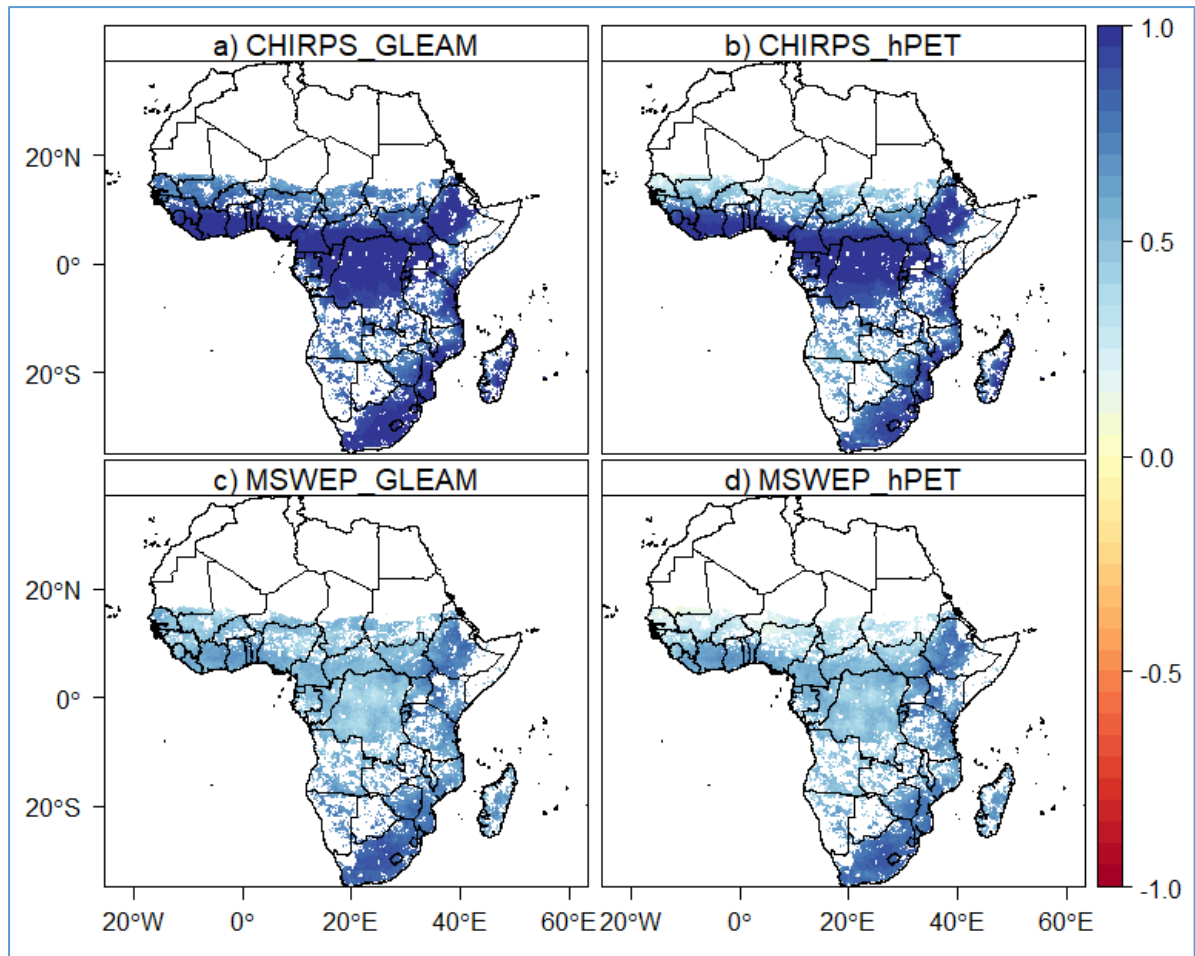 a) CHIRPS_GLEAM
b) CHIRPS_hPET
1.0
20°N
0.5
0°
20°S
c) MSWEP_GLEAM
d) MSWEP_hPET
0.0
20°N
-0.5
0°
20°S
-1.0
20°W 0° 20°E 40°E 60°E 20°W 0° 20°E 40°E 60°E